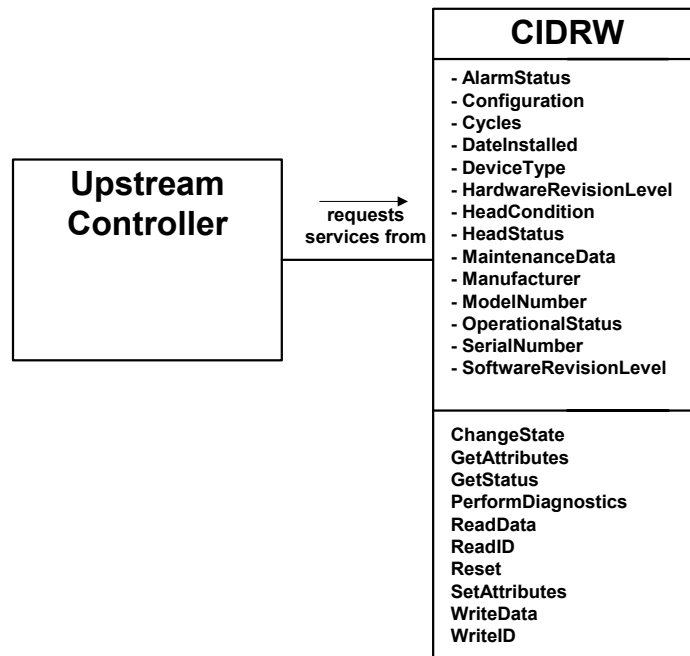 CIDRW
- AlarmStatus
- Configuration
- Cycles
- DateInstalled
- DeviceType
- HardwareRevisionLevel
- HeadCondition
- HeadStatus
- MaintenanceData
- Manufacturer
- ModelNumber
- OperationalStatus
- SerialNumber
- SoftwareRevisionLevel
Upstream
Controller
requests
services from
ChangeState
GetAttributes
GetStatus
PerformDiagnostics
ReadData
ReadID
Reset
SetAttributes
WriteData
WriteID